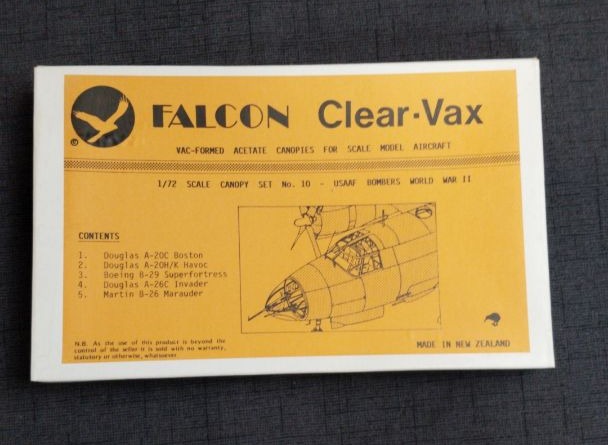 FALCON Clear-Vax
©
VAC-FORMED ACETATE CANOPIES FOR SCALE MODEL AIRCRAFT
1/72 SCALE CANOPY SET No. 10 - USAAF BOMBERS WORLD WAR II
CONTENTS
1. Douglas A-20C Boston
2. Douglas A-20H/K Havoc
3. Boeing B-29 Superfortress
4. Douglas A-26C Invader
5. Martin B-26 Marauder
N.B. As the use of this product is beyond the
control of the seller it is sold with no warranty,
statutory or otherwise, whatsoever.
MADE IN NEW ZEALAND